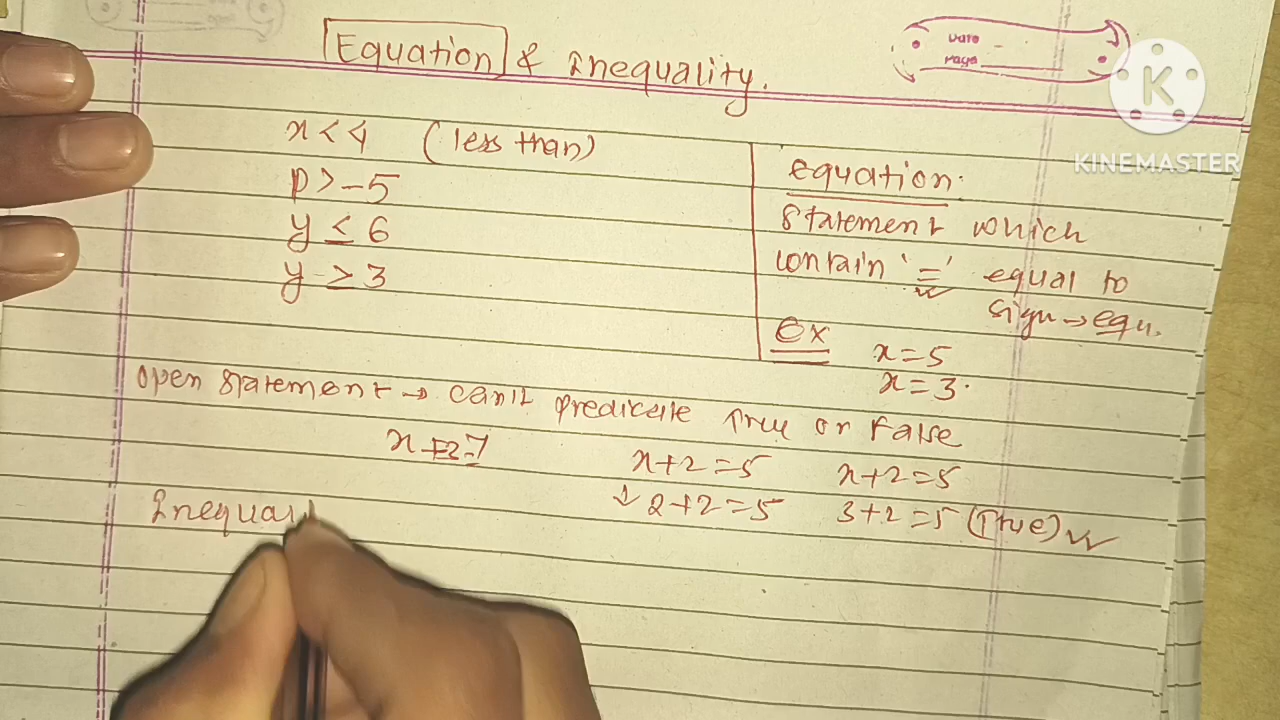 Equation & Inequality.
Date
Page
KINEMASTER
x < 4 (less than)
p > -5
y ≤ 6
y ≥ 3
equation.
Statement which
contain '=' equal to
sign → equ.
Ex x = 5
x = 3.
open statement → can't predicate True or False
x+2=5 x+2=5
↓ 2+2=5 3+2=5 (True)
Inequal